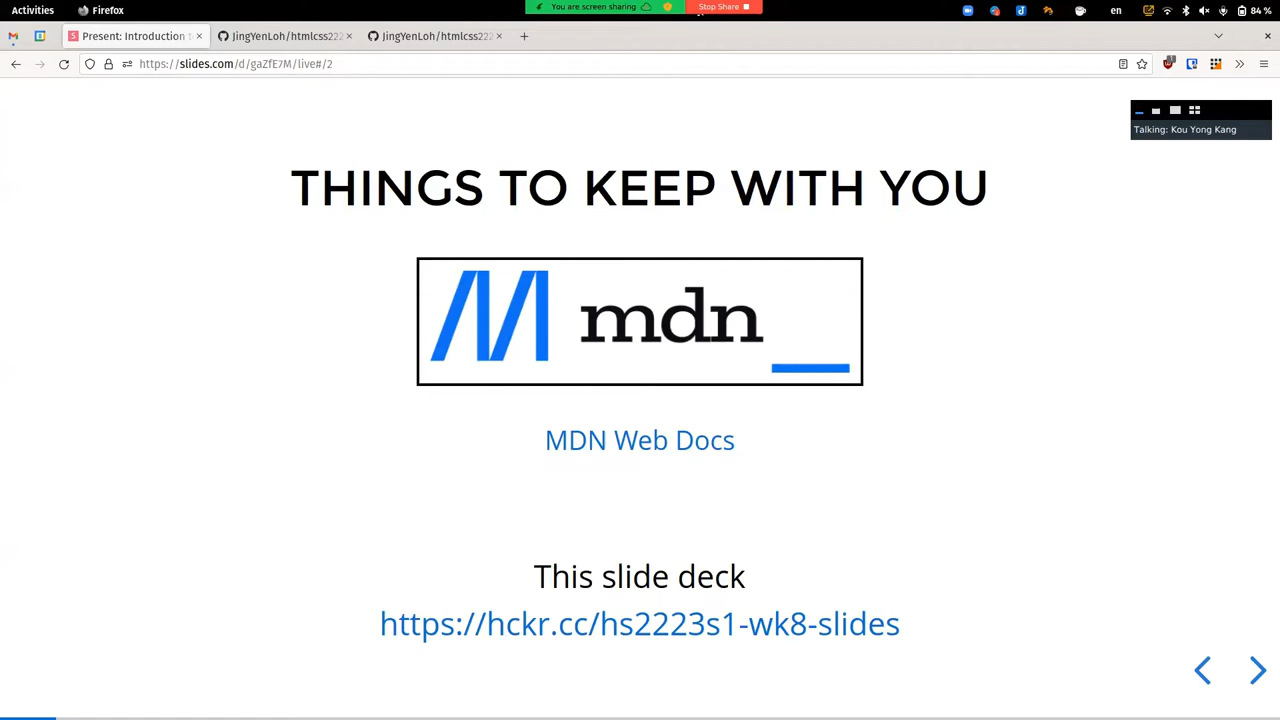 Activities
Firefox
You are screen sharing
Stop Share
en
84 %
Present: Introduction t
JingYenLoh/htmlcss222
JingYenLoh/htmlcss222
https://slides.com/d/gaZfE7M/live#/2
Talking: Kou Yong Kang
THINGS TO KEEP WITH YOU
mdn
MDN Web Docs
This slide deck
https://hckr.cc/hs2223s1-wk8-slides